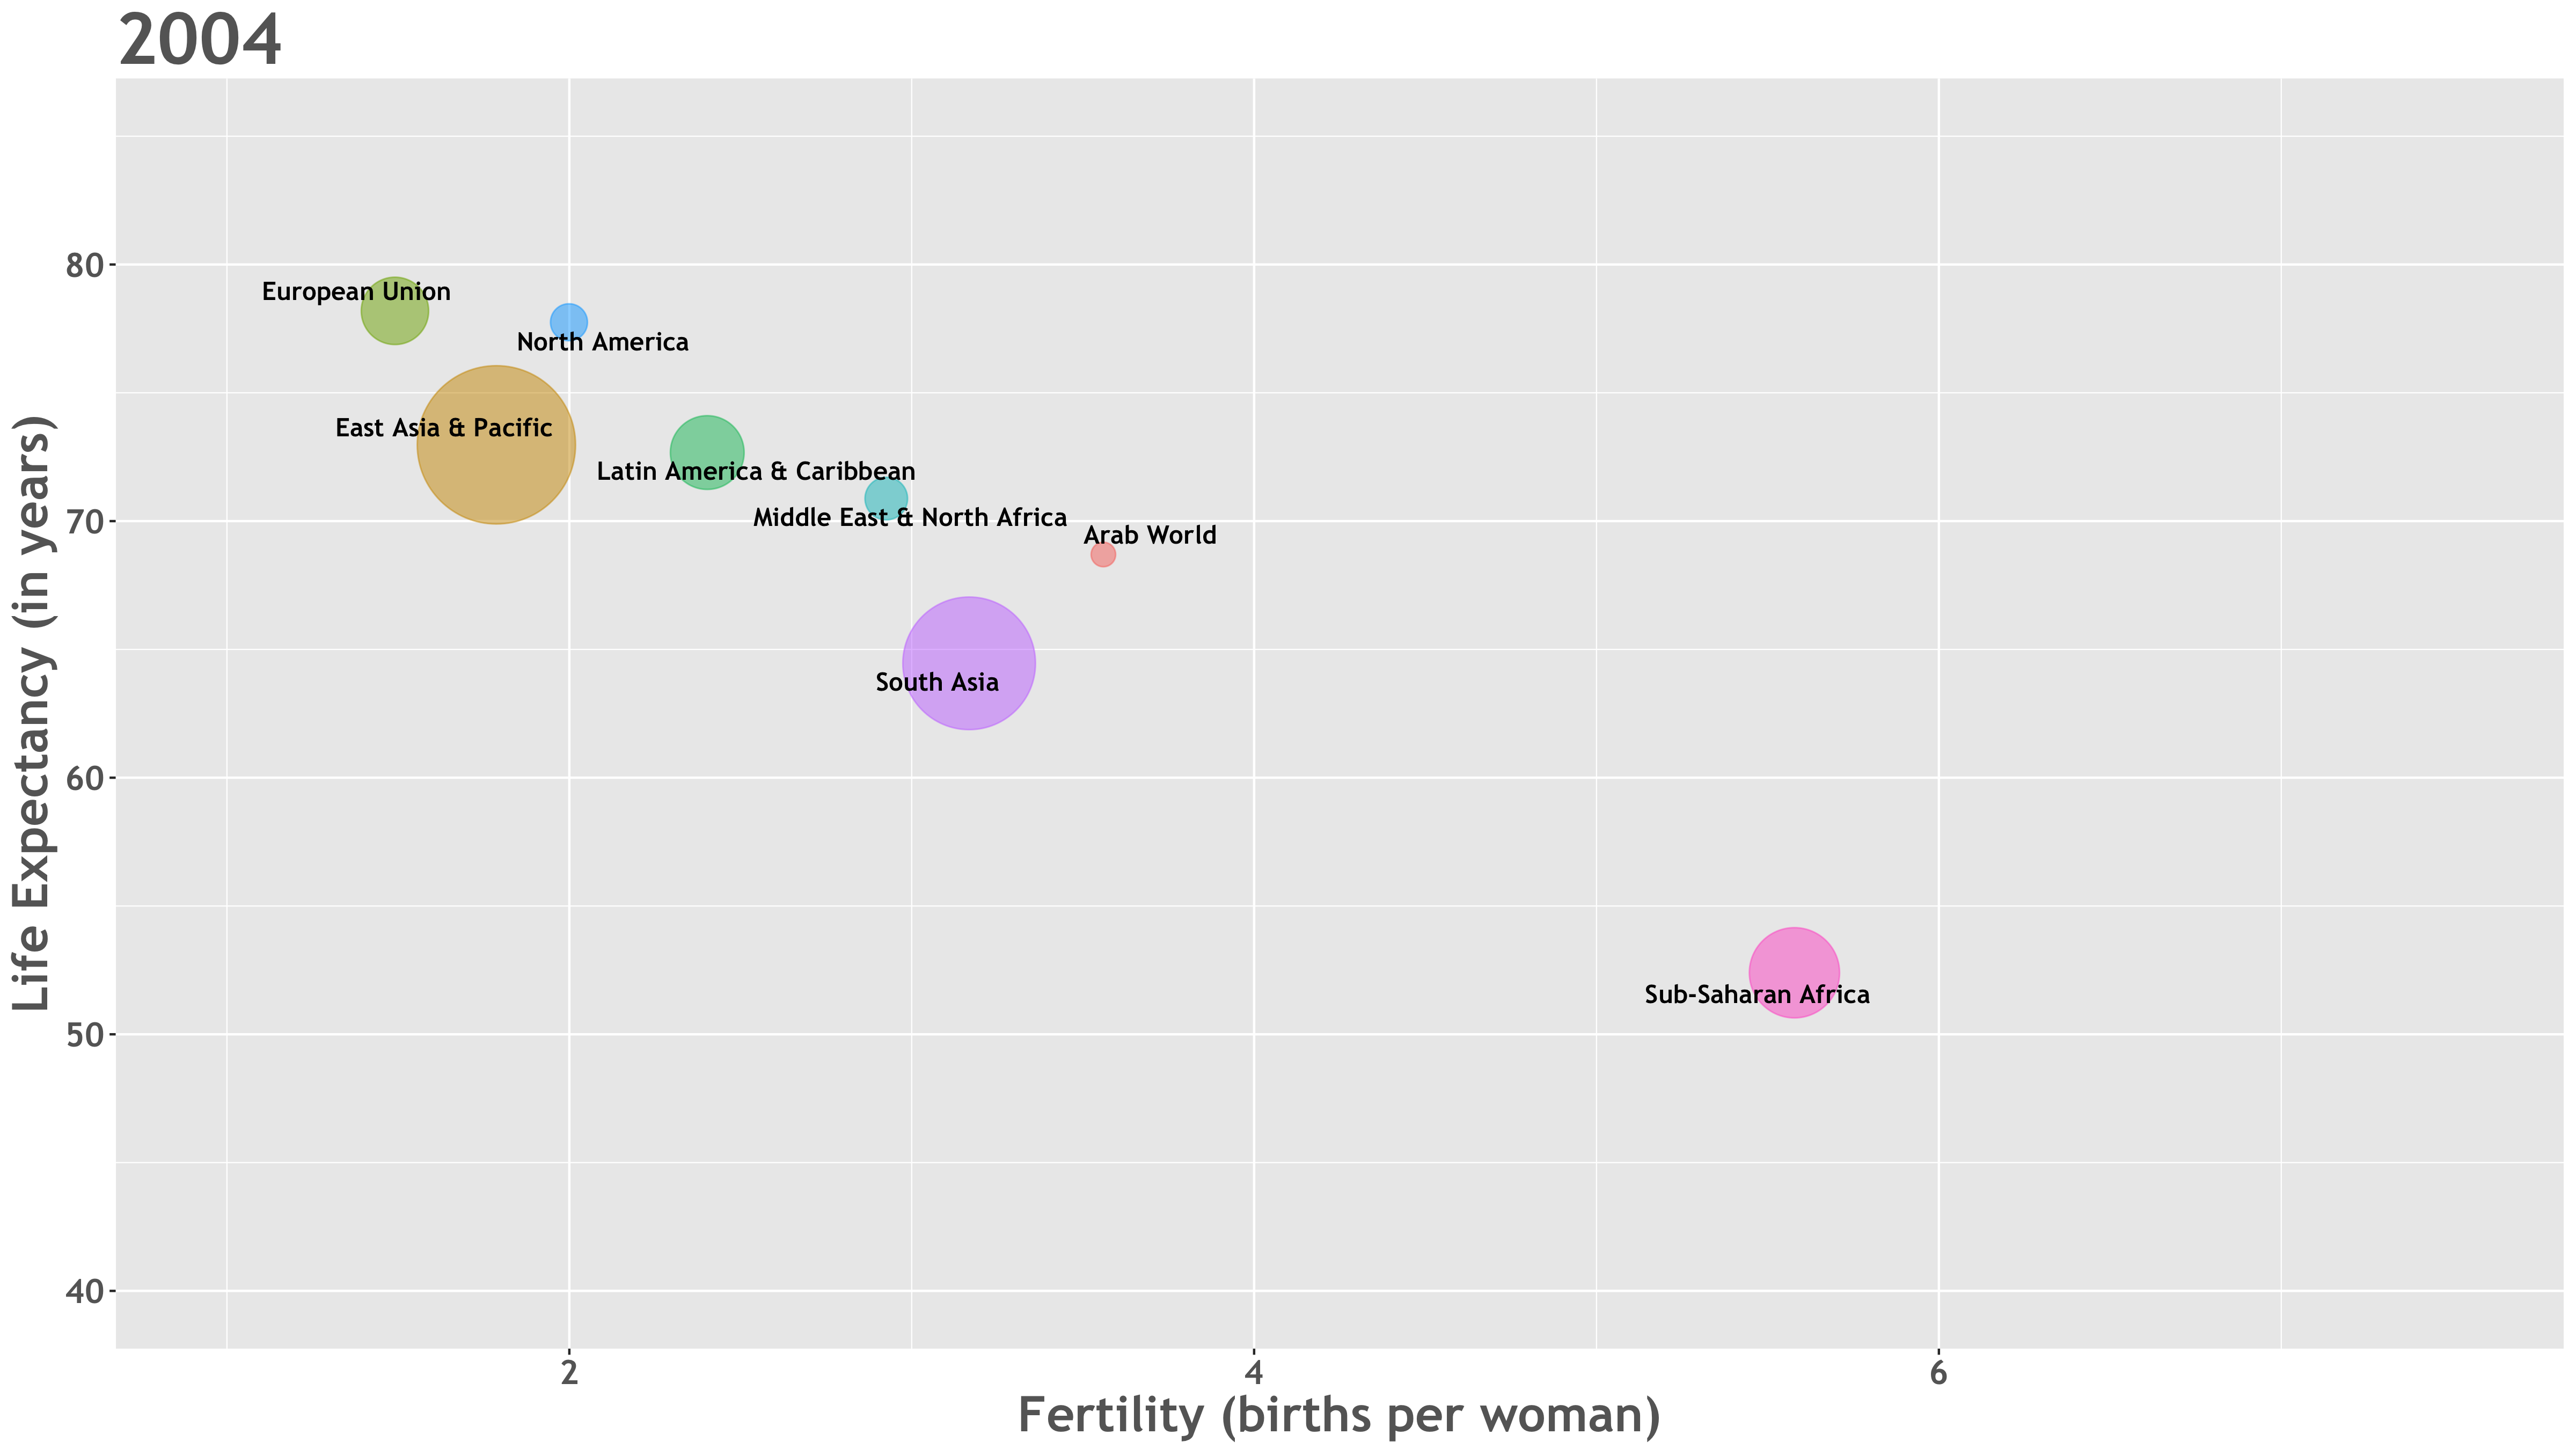 2004
Life Expectancy (in years)
80
70
60
50
40
European Union
North America
East Asia & Pacific
Latin America & Caribbean
Middle East & North Africa
Arab World
South Asia
Sub-Saharan Africa
2
4
6
Fertility (births per woman)